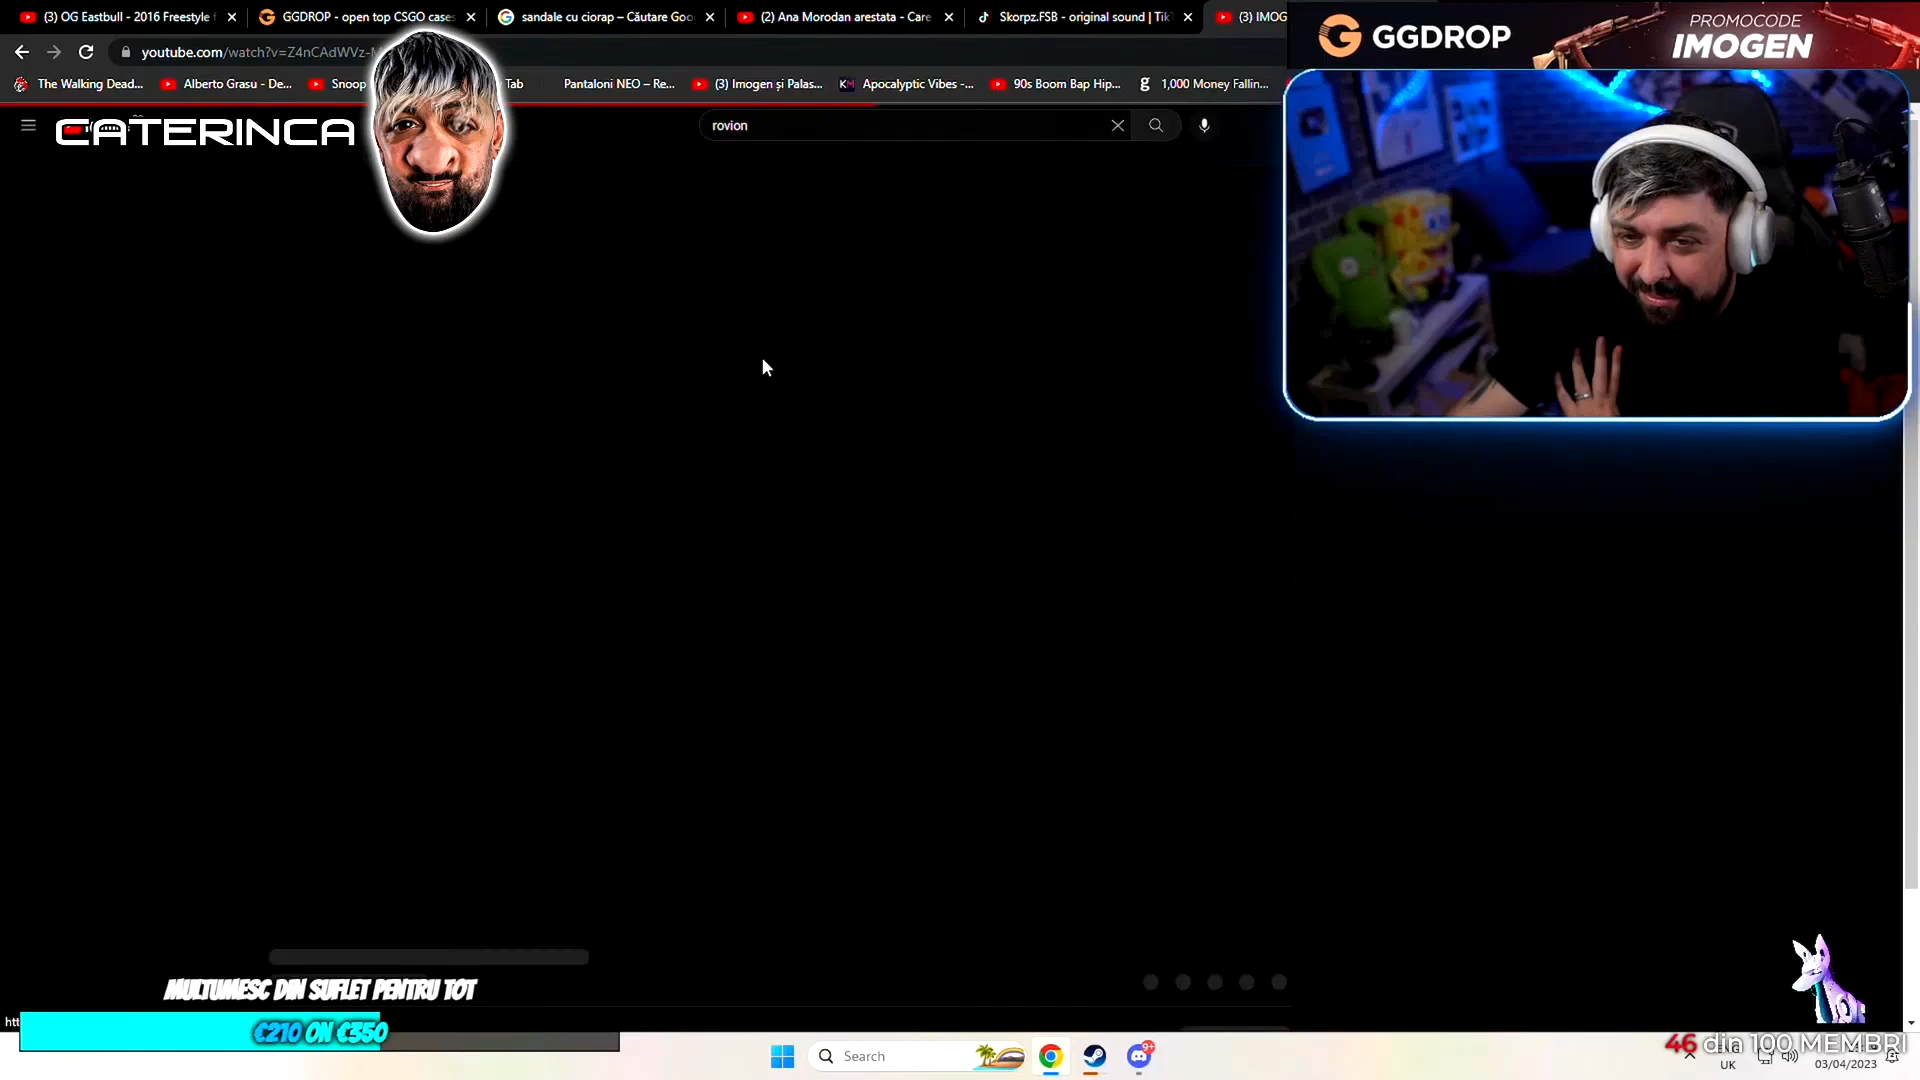 (3) OG Eastbull - 2016 Freestyle f
GGDROP - open top CSGO cases
sandale cu ciorap – Căutare Goo
(2) Ana Morodan arestata - Care
Skorpz.FSB - original sound | Tik
(3) IMOG
GGDROP
PROMOCODE
IMOGEN
youtube.com/watch?v=Z4nCAdWVz-
The Walking Dead...
Alberto Grasu - De...
Snoop
Tab
Pantaloni NEO – Re...
(3) Imogen și Palas...
KM
Apocalyptic Vibes -...
90s Boom Bap Hip...
1,000 Money Fallin...
CATERINCA
rovion
MULTUMESC DIN SUFLET PENTRU TOT
htt
€210 ON €350
Search
9+
46 din 100 MEMBRI
UK
03/04/2023